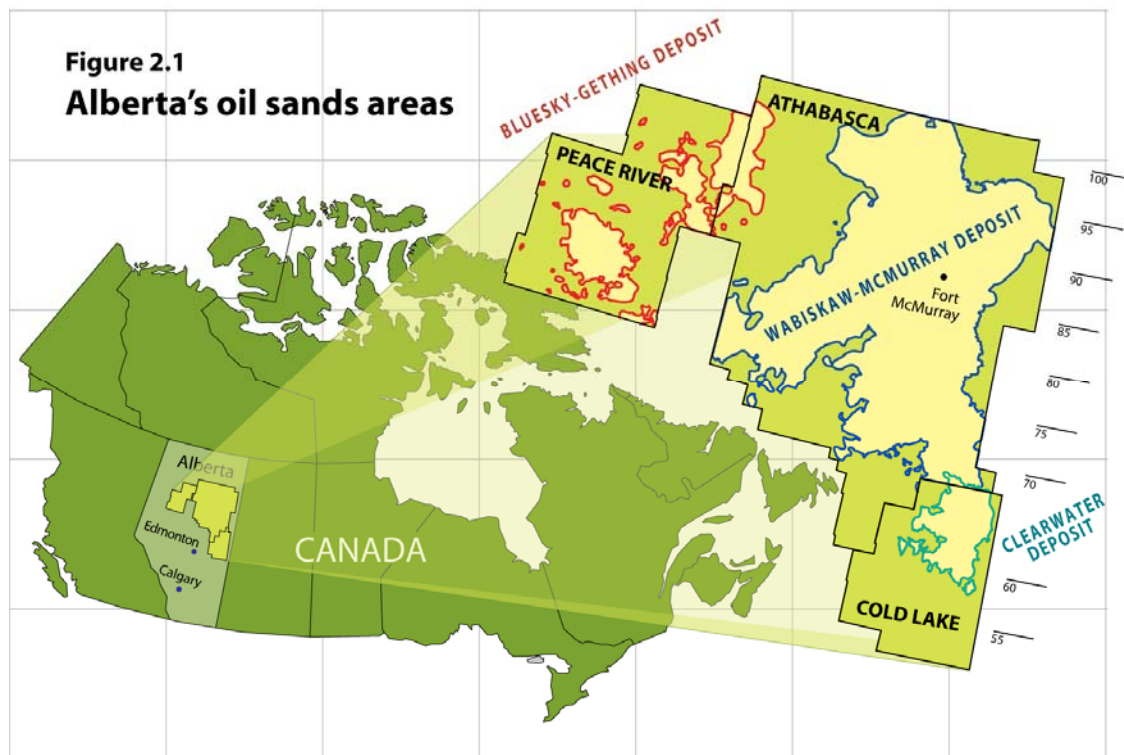 Figure 2.1
Alberta's oil sands areas
BLUESKY-GETHING DEPOSIT
PEACE RIVER
ATHABASCA
WABISKAW-MCMURRAY DEPOSIT
Fort
McMurray
100
95
90
85
80
75
70
60
55
CLEARWATER
DEPOSIT
COLD LAKE
Alberta
Edmonton
Calgary
CANADA